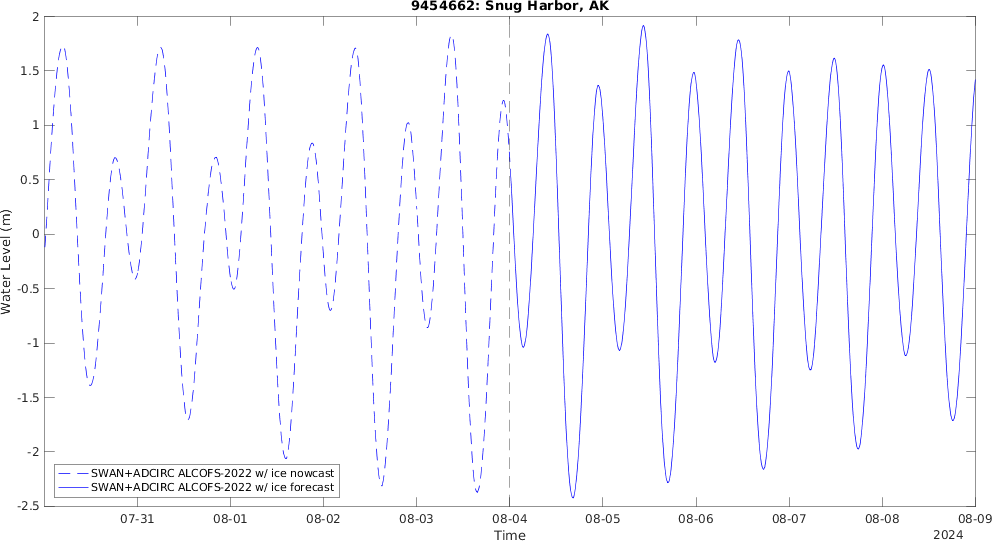 9454662: Snug Harbor, AK
2
1.5
1
0.5
0
-0.5
-1
-1.5
-2
-2.5
Water Level (m)
SWAN+ADCIRC ALCOFS-2022 w/ ice nowcast
SWAN+ADCIRC ALCOFS-2022 w/ ice forecast
07-31 08-01 08-02 08-03 08-04 08-05 08-06 08-07 08-08 08-09
Time
2024